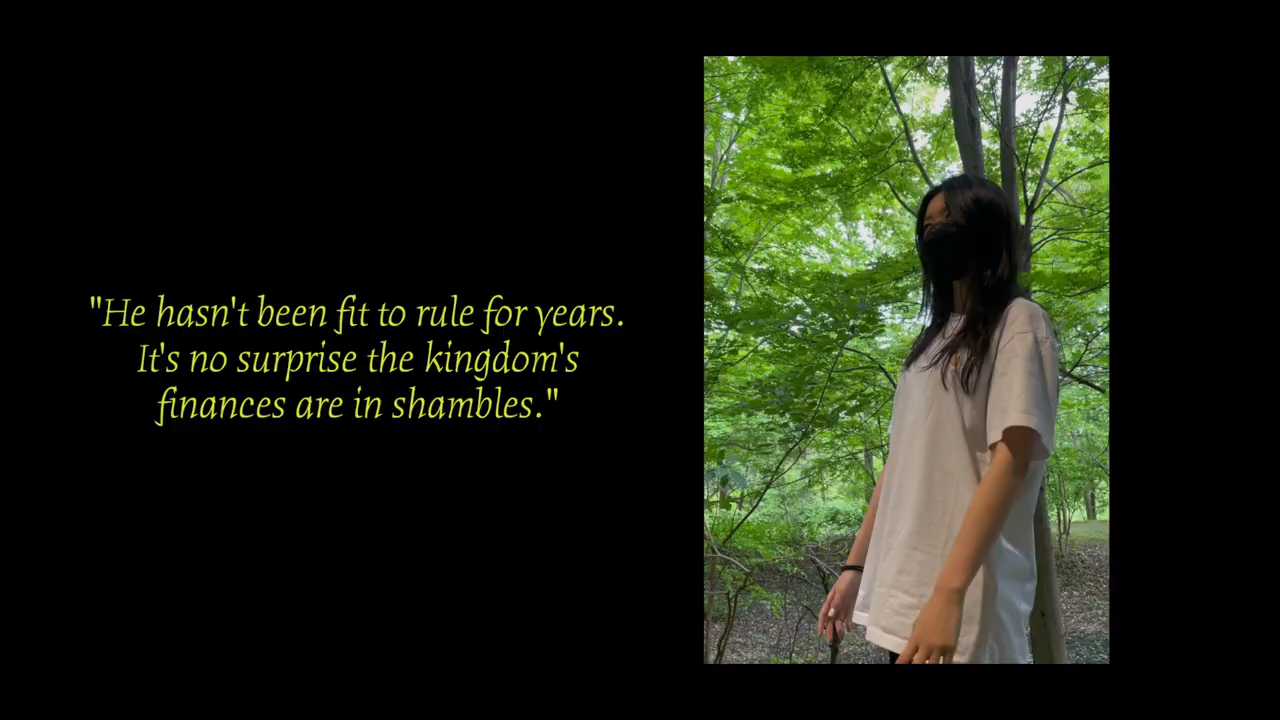 "He hasn't been fit to rule for years.
It's no surprise the kingdom's
finances are in shambles."